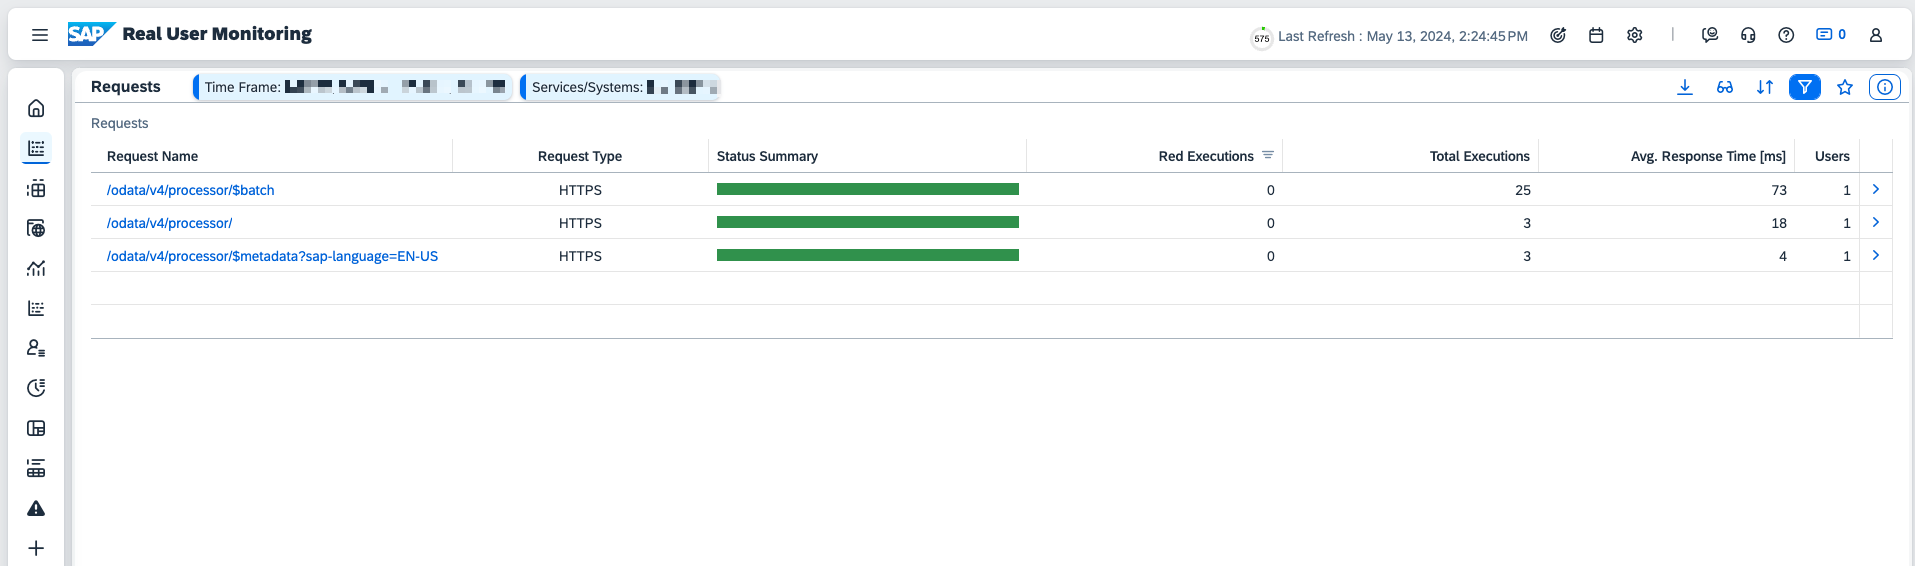 SAP Real User Monitoring
575 Last Refresh : May 13, 2024, 2:24:45 PM
0
Requests Time Frame: Services/Systems:
Requests
Request Name Request Type Status Summary Red Executions Total Executions Avg. Response Time [ms] Users
/odata/v4/processor/$batch HTTPS 0 25 73 1
/odata/v4/processor/ HTTPS 0 3 18 1
/odata/v4/processor/$metadata?sap-language=EN-US HTTPS 0 3 4 1